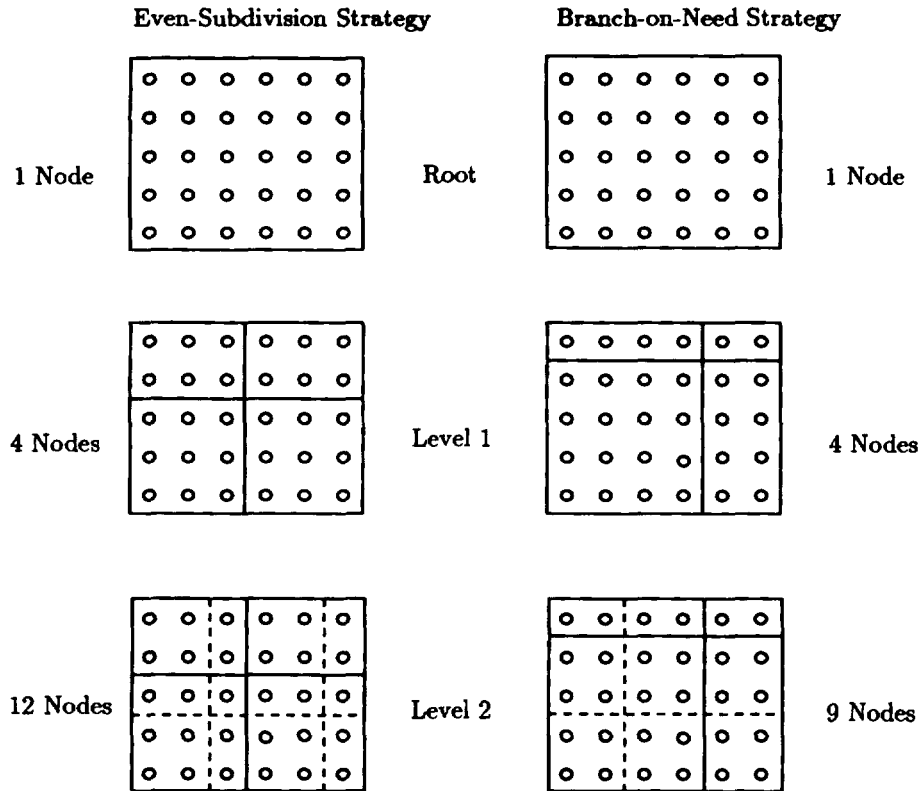 Even-Subdivision Strategy
Branch-on-Need Strategy
1 Node
Root
1 Node
4 Nodes
Level 1
4 Nodes
12 Nodes
Level 2
9 Nodes